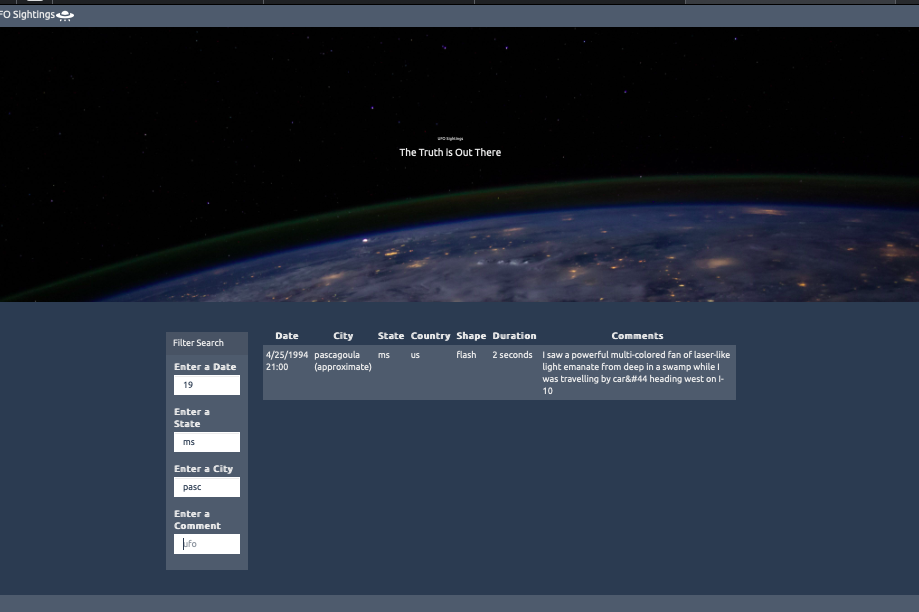 FO Sightings
UFO Sightings
The Truth is Out There
Filter Search
Enter a Date
19
Enter a
State
ms
Enter a City
pasc
Enter a
Comment
ufo
Date City State Country Shape Duration Comments
4/25/1994 pascagoula ms us flash 2 seconds I saw a powerful multi-colored fan of laser-like
21:00 (approximate) light emanate from deep in a swamp while I
was travelling by car&#44 heading west on I-
10